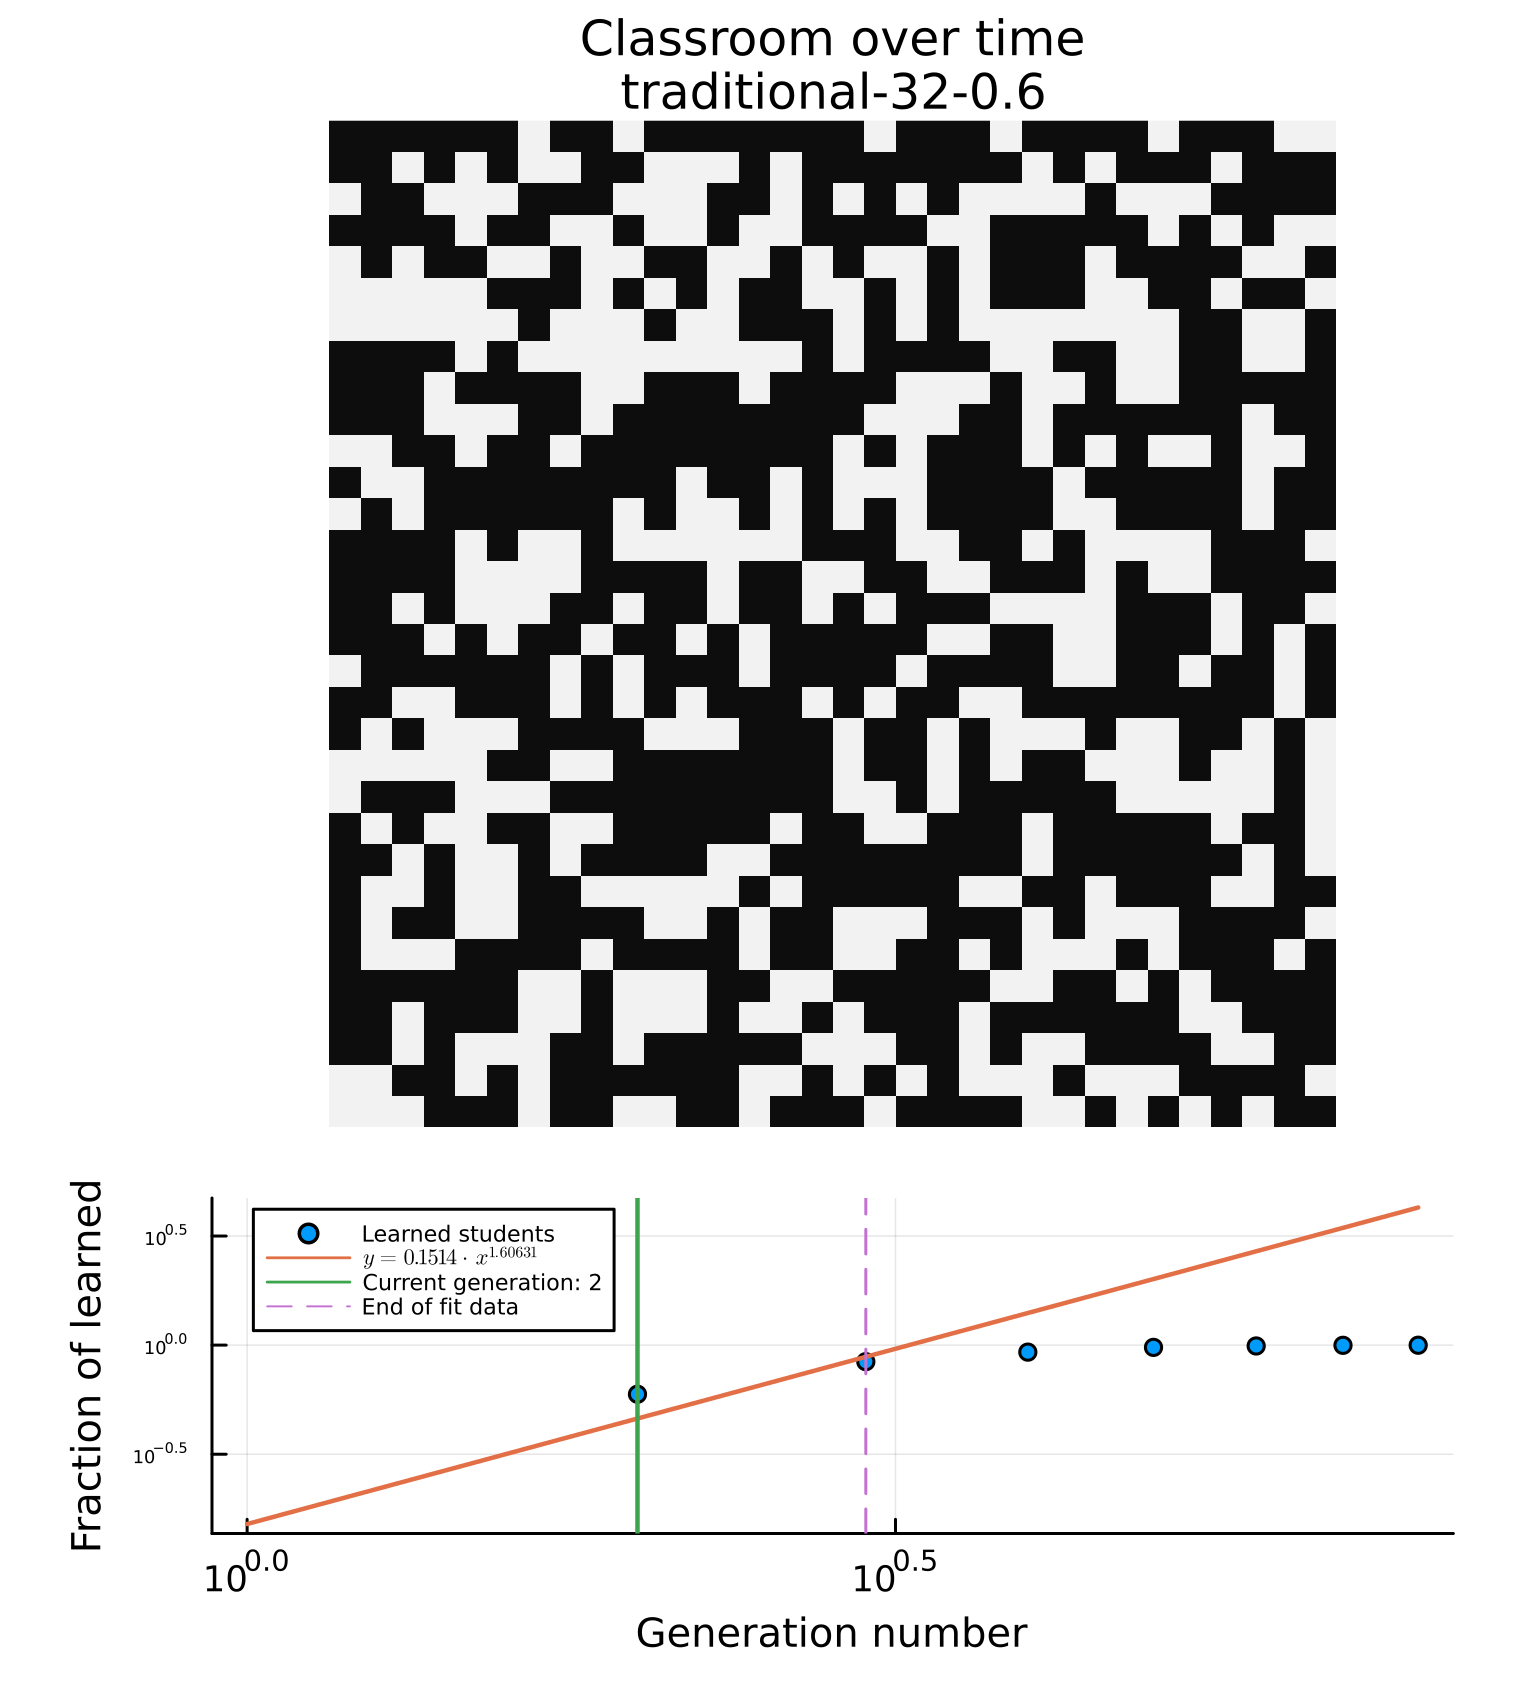 Classroom over time
traditional-32-0.6
Fraction of learned
10^0.5
10^0.0
10^−0.5
Learned students
y = 0.1514 · x^1.60631
Current generation: 2
End of fit data
10^0.0
10^0.5
Generation number